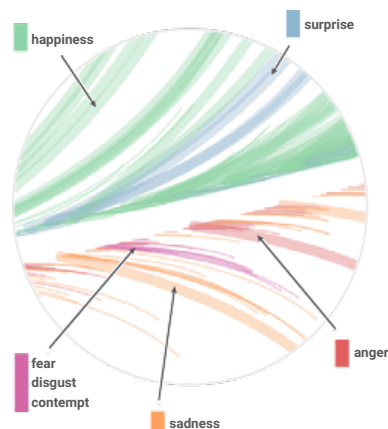 surprise
happiness
anger
fear
disgust
contempt
sadness